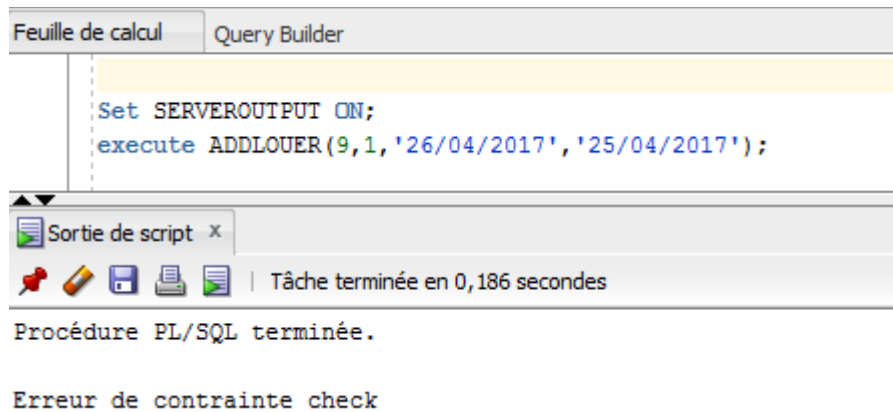 Feuille de calcul Query Builder
Set SERVEROUTPUT ON;
execute ADDLOUER(9,1,'26/04/2017','25/04/2017');
Sortie de script x
Tâche terminée en 0,186 secondes
Procédure PL/SQL terminée.
Erreur de contrainte check